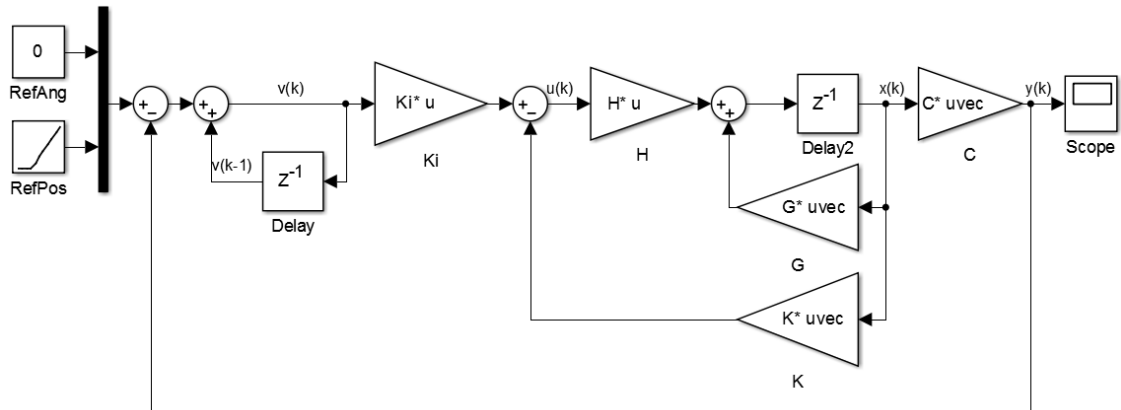 0
RefAng
RefPos
+
−
+
+
v(k)
v(k-1)
z-1
Delay
Ki* u
Ki
+
−
u(k)
H* u
H
+
+
z-1
Delay2
x(k)
C* uvec
C
y(k)
Scope
G* uvec
G
K* uvec
K